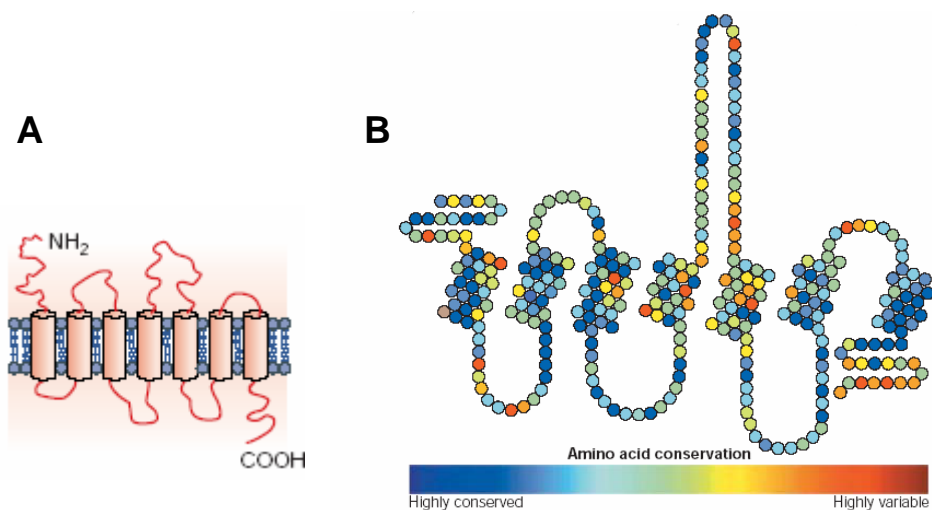 A
B
NH2
COOH
Amino acid conservation
Highly conserved
Highly variable